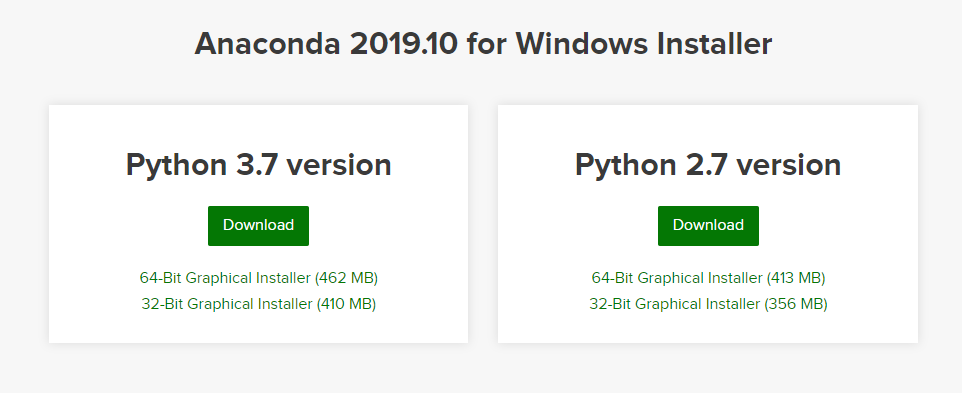 Anaconda 2019.10 for Windows Installer
Python 3.7 version
Download
64-Bit Graphical Installer (462 MB)
32-Bit Graphical Installer (410 MB)
Python 2.7 version
Download
64-Bit Graphical Installer (413 MB)
32-Bit Graphical Installer (356 MB)